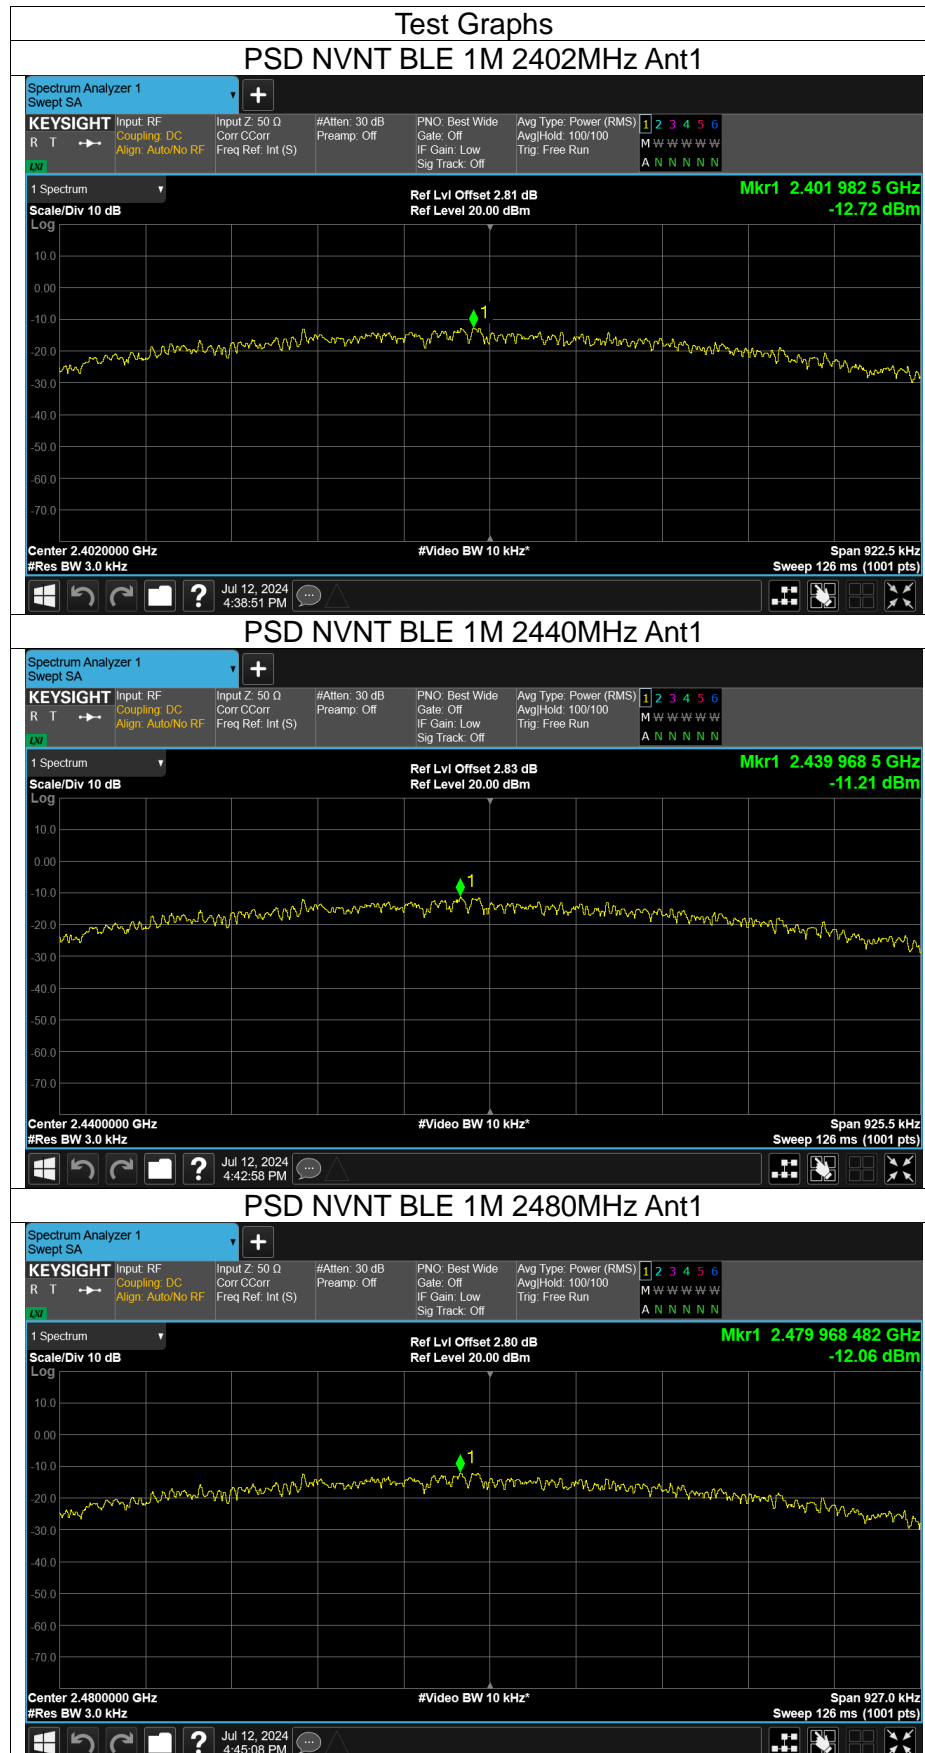 Test Graphs
PSD NVNT BLE 1M 2402MHz Ant1
Spectrum Analyzer 1
Swept SA
KEYSIGHT Input: RF Input Z: 50 Ω #Atten: 30 dB PNO: Best Wide Avg Type: Power (RMS) 1 2 3 4 5 6
R T Coupling: DC Corr CCorr Preamp: Off Gate: Off Avg|Hold: 100/100 M W W W W W
Align: Auto/No RF Freq Ref: Int (S) IF Gain: Low Trig: Free Run
LXI Sig Track: Off A N N N N N
1 Spectrum Ref Lvl Offset 2.81 dB Mkr1 2.401 982 5 GHz
Scale/Div 10 dB Ref Level 20.00 dBm -12.72 dBm
Log
10.0
0.00
1
-10.0
-20.0
-30.0
-40.0
-50.0
-60.0
-70.0
Center 2.4020000 GHz #Video BW 10 kHz* Span 922.5 kHz
#Res BW 3.0 kHz Sweep 126 ms (1001 pts)
? Jul 12, 2024
4:38:51 PM
PSD NVNT BLE 1M 2440MHz Ant1
Spectrum Analyzer 1
Swept SA
KEYSIGHT Input: RF Input Z: 50 Ω #Atten: 30 dB PNO: Best Wide Avg Type: Power (RMS) 1 2 3 4 5 6
R T Coupling: DC Corr CCorr Preamp: Off Gate: Off Avg|Hold: 100/100 M W W W W W
Align: Auto/No RF Freq Ref: Int (S) IF Gain: Low Trig: Free Run
LXI Sig Track: Off A N N N N N
1 Spectrum Ref Lvl Offset 2.83 dB Mkr1 2.439 968 5 GHz
Scale/Div 10 dB Ref Level 20.00 dBm -11.21 dBm
Log
10.0
0.00
1
-10.0
-20.0
-30.0
-40.0
-50.0
-60.0
-70.0
Center 2.4400000 GHz #Video BW 10 kHz* Span 925.5 kHz
#Res BW 3.0 kHz Sweep 126 ms (1001 pts)
? Jul 12, 2024
4:42:58 PM
PSD NVNT BLE 1M 2480MHz Ant1
Spectrum Analyzer 1
Swept SA
KEYSIGHT Input: RF Input Z: 50 Ω #Atten: 30 dB PNO: Best Wide Avg Type: Power (RMS) 1 2 3 4 5 6
R T Coupling: DC Corr CCorr Preamp: Off Gate: Off Avg|Hold: 100/100 M W W W W W
Align: Auto/No RF Freq Ref: Int (S) IF Gain: Low Trig: Free Run
LXI Sig Track: Off A N N N N N
1 Spectrum Ref Lvl Offset 2.80 dB Mkr1 2.479 968 482 GHz
Scale/Div 10 dB Ref Level 20.00 dBm -12.06 dBm
Log
10.0
0.00
1
-10.0
-20.0
-30.0
-40.0
-50.0
-60.0
-70.0
Center 2.4800000 GHz #Video BW 10 kHz* Span 927.0 kHz
#Res BW 3.0 kHz Sweep 126 ms (1001 pts)
? Jul 12, 2024
4:45:08 PM